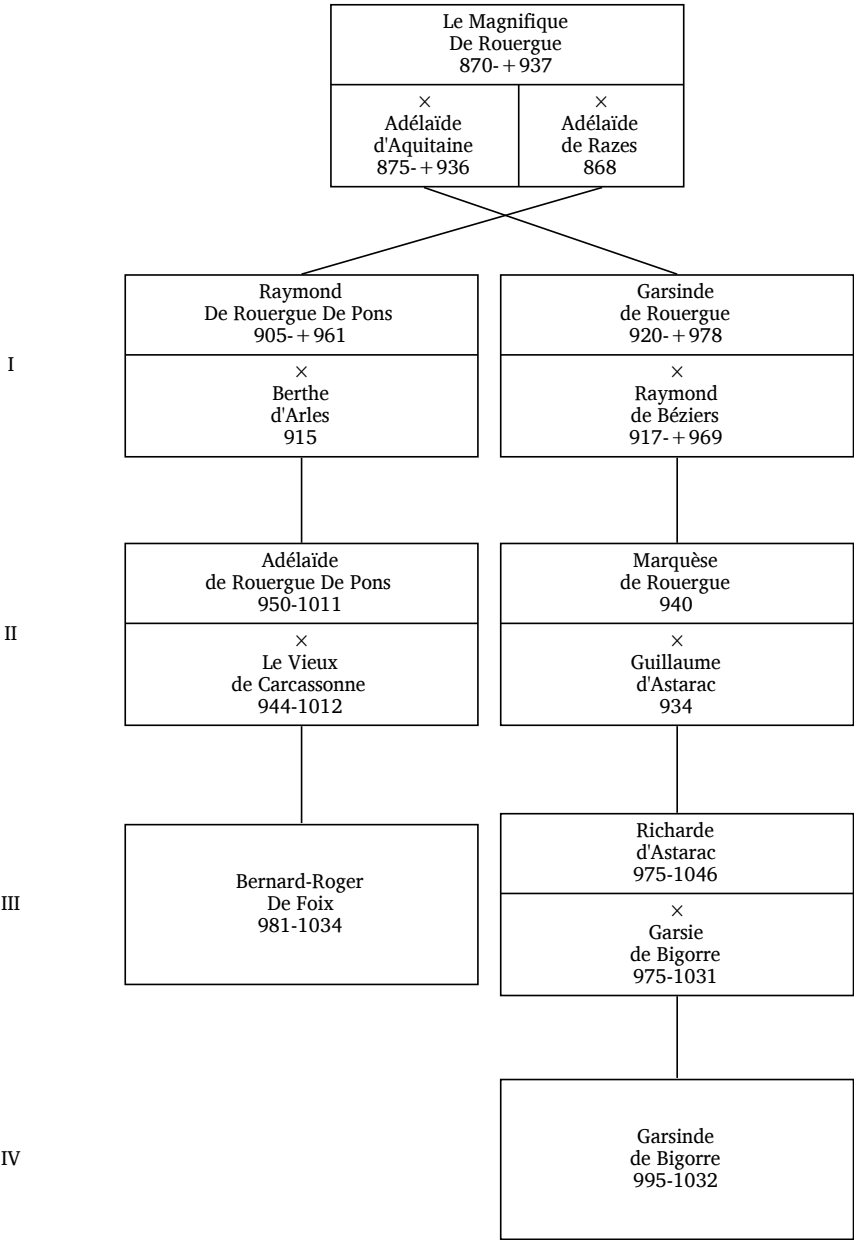 Le Magnifique
De Rouergue
870-+937
×
Adélaïde
d'Aquitaine
875-+936
×
Adélaïde
de Razes
868
I
Raymond
De Rouergue De Pons
905-+961
×
Berthe
d'Arles
915
Garsinde
de Rouergue
920-+978
×
Raymond
de Béziers
917-+969
II
Adélaïde
de Rouergue De Pons
950-1011
×
Le Vieux
de Carcassonne
944-1012
Marquèse
de Rouergue
940
×
Guillaume
d'Astarac
934
III
Bernard-Roger
De Foix
981-1034
Richarde
d'Astarac
975-1046
×
Garsie
de Bigorre
975-1031
IV
Garsinde
de Bigorre
995-1032